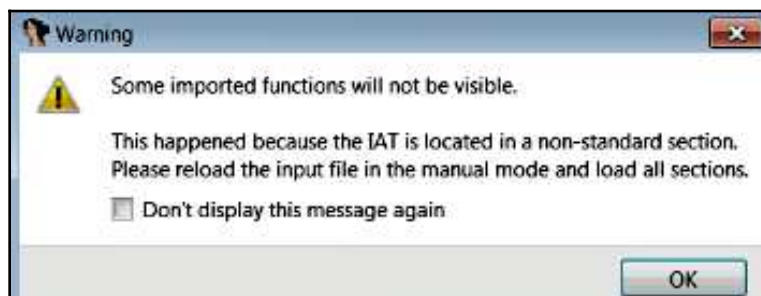 Warning
Some imported functions will not be visible.
This happened because the IAT is located in a non-standard section.
Please reload the input file in the manual mode and load all sections.
Don't display this message again
OK